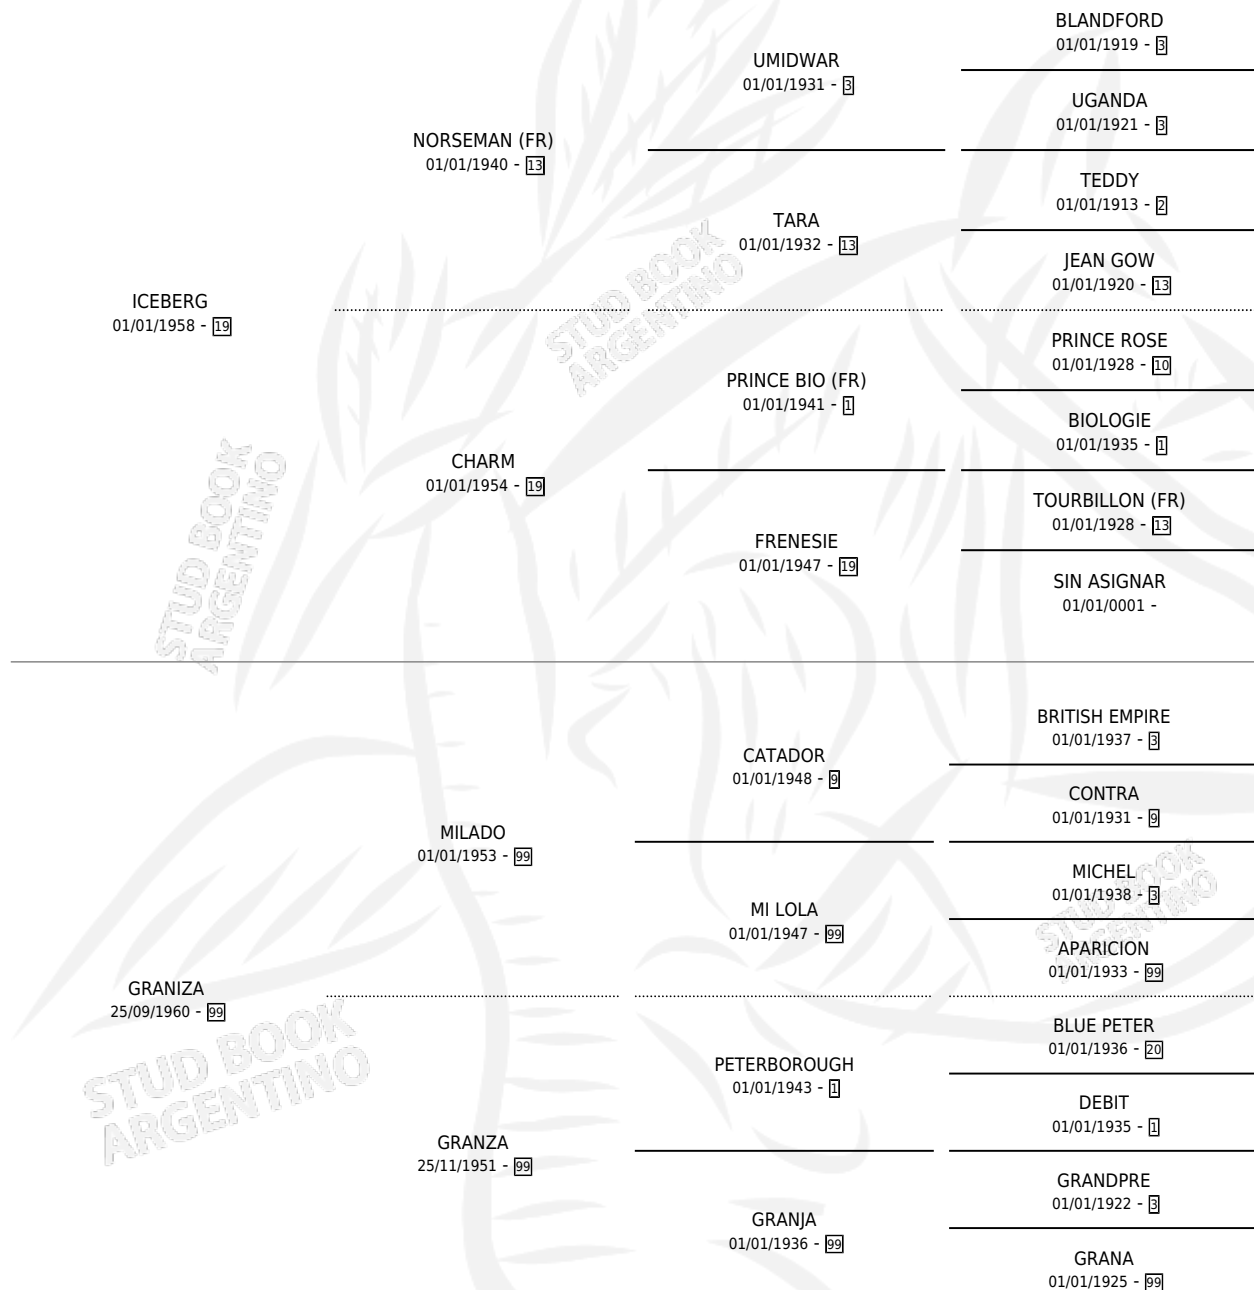 BLANDFORD
01/01/1919 - 3
UMIDWAR
01/01/1931 - 3
UGANDA
01/01/1921 - 3
NORSEMAN (FR)
01/01/1940 - 13
TEDDY
01/01/1913 - 2
TARA
01/01/1932 - 13
JEAN GOW
01/01/1920 - 13
ICEBERG
01/01/1958 - 19
STUD BOOK
ARGENTINO
PRINCE ROSE
01/01/1928 - 10
PRINCE BIO (FR)
01/01/1941 - 1
BIOLOGIE
01/01/1935 - 1
CHARM
01/01/1954 - 19
TOURBILLON (FR)
01/01/1928 - 13
FRENESIE
01/01/1947 - 19
SIN ASIGNAR
01/01/0001 -
STUD BOOK
ARGENTINO
BRITISH EMPIRE
01/01/1937 - 3
CATADOR
01/01/1948 - 9
CONTRA
01/01/1931 - 9
MILADO
01/01/1953 - 99
MICHEL
01/01/1938 - 3
MI LOLA
01/01/1947 - 99
STUD BOOK
ARGENTINO
APARICION
01/01/1933 - 99
GRANIZA
25/09/1960 - 99
STUD BOOK
ARGENTINO
BLUE PETER
01/01/1936 - 20
PETERBOROUGH
01/01/1943 - 1
DEBIT
01/01/1935 - 1
GRANZA
25/11/1951 - 99
GRANDPRE
01/01/1922 - 3
GRANJA
01/01/1936 - 99
GRANA
01/01/1925 - 99